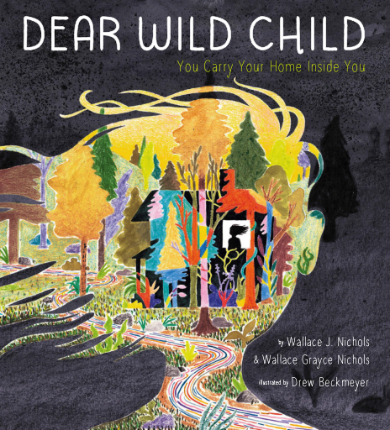 DEAR WILD CHILD
You Carry Your Home Inside You
by Wallace J. Nichols
& Wallace Grayce Nichols
illustrated by Drew Beckmeyer